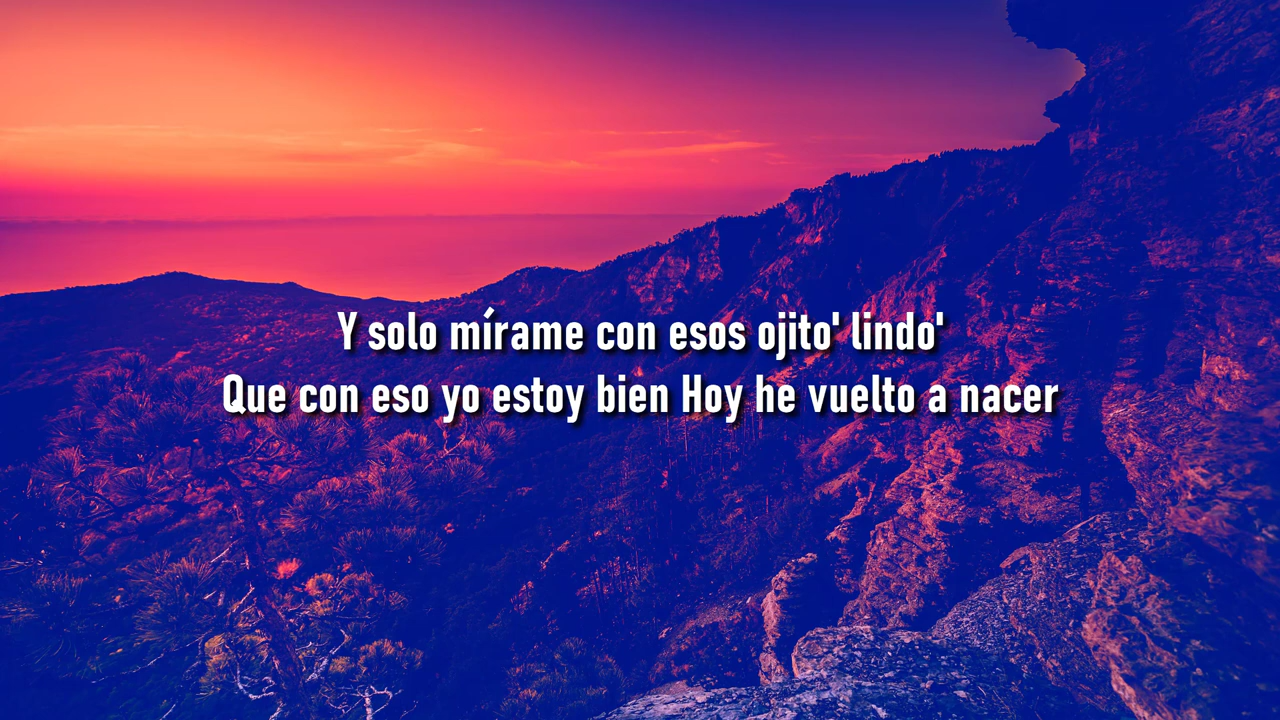 Y solo mírame con esos ojito' lindo'
Que con eso yo estoy bien Hoy he vuelto a nacer